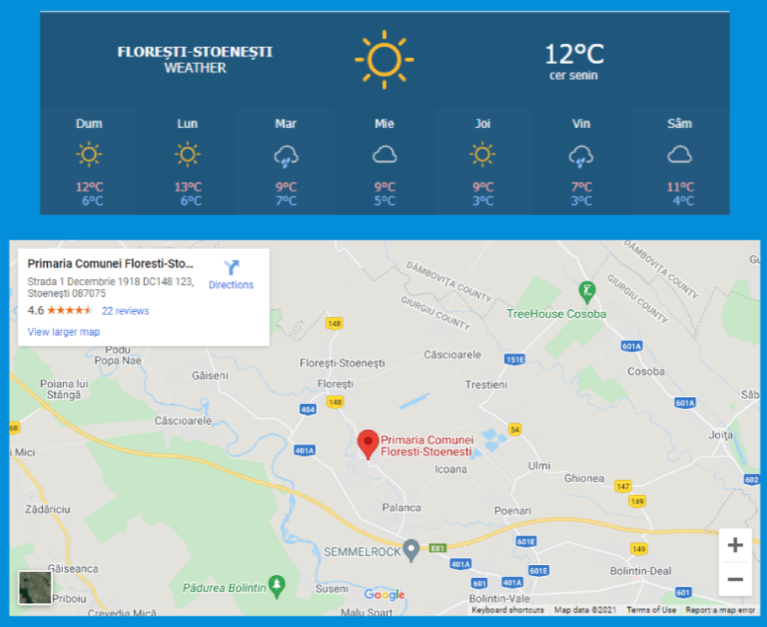 FLOREȘTI-STOENEȘTI
WEATHER
12°C
cer senin
Dum
Lun
Mar
Mie
Joi
Vin
Sâm
12°C
13°C
9°C
9°C
9°C
7°C
11°C
6°C
6°C
7°C
5°C
3°C
3°C
4°C
Primaria Comunei Floresti-Sto...
Strada 1 Decembrie 1918 DC148 123,
Stoenești 087075
4.6
22 reviews
View larger map
Directions
DÂMBOVIȚA COUNTY
GIURGIU COUNTY
DÂMBOVIȚA COUNTY
GIURGIU COUNTY
TreeHouse Cosoba
148
601A
Podu
Popa Nae
Găiseni
Florești-Stoenești
Căscioarele
151E
Cosoba
Poiana lui
Stângă
Florești
Trestieni
148
404
601A
Căscioarele
54
Joița
401A
Primaria Comunei
Floresti-Stoenesti
Mici
Icoana
Ulmi
Ghionea
602
147
149
Zădăriciu
Palanca
Poenari
SEMMELROCK
E81
601E
149
401A
Găiseanca
601E
Bolintin-Deal
601
401A
Pădurea Bolintin
Suseni
601
Priboiu
Google
Bolintin-Vale
Crevedia Mică
Malu Spart
Keyboard shortcuts
Map data ©2021
Terms of Use
Report a map error